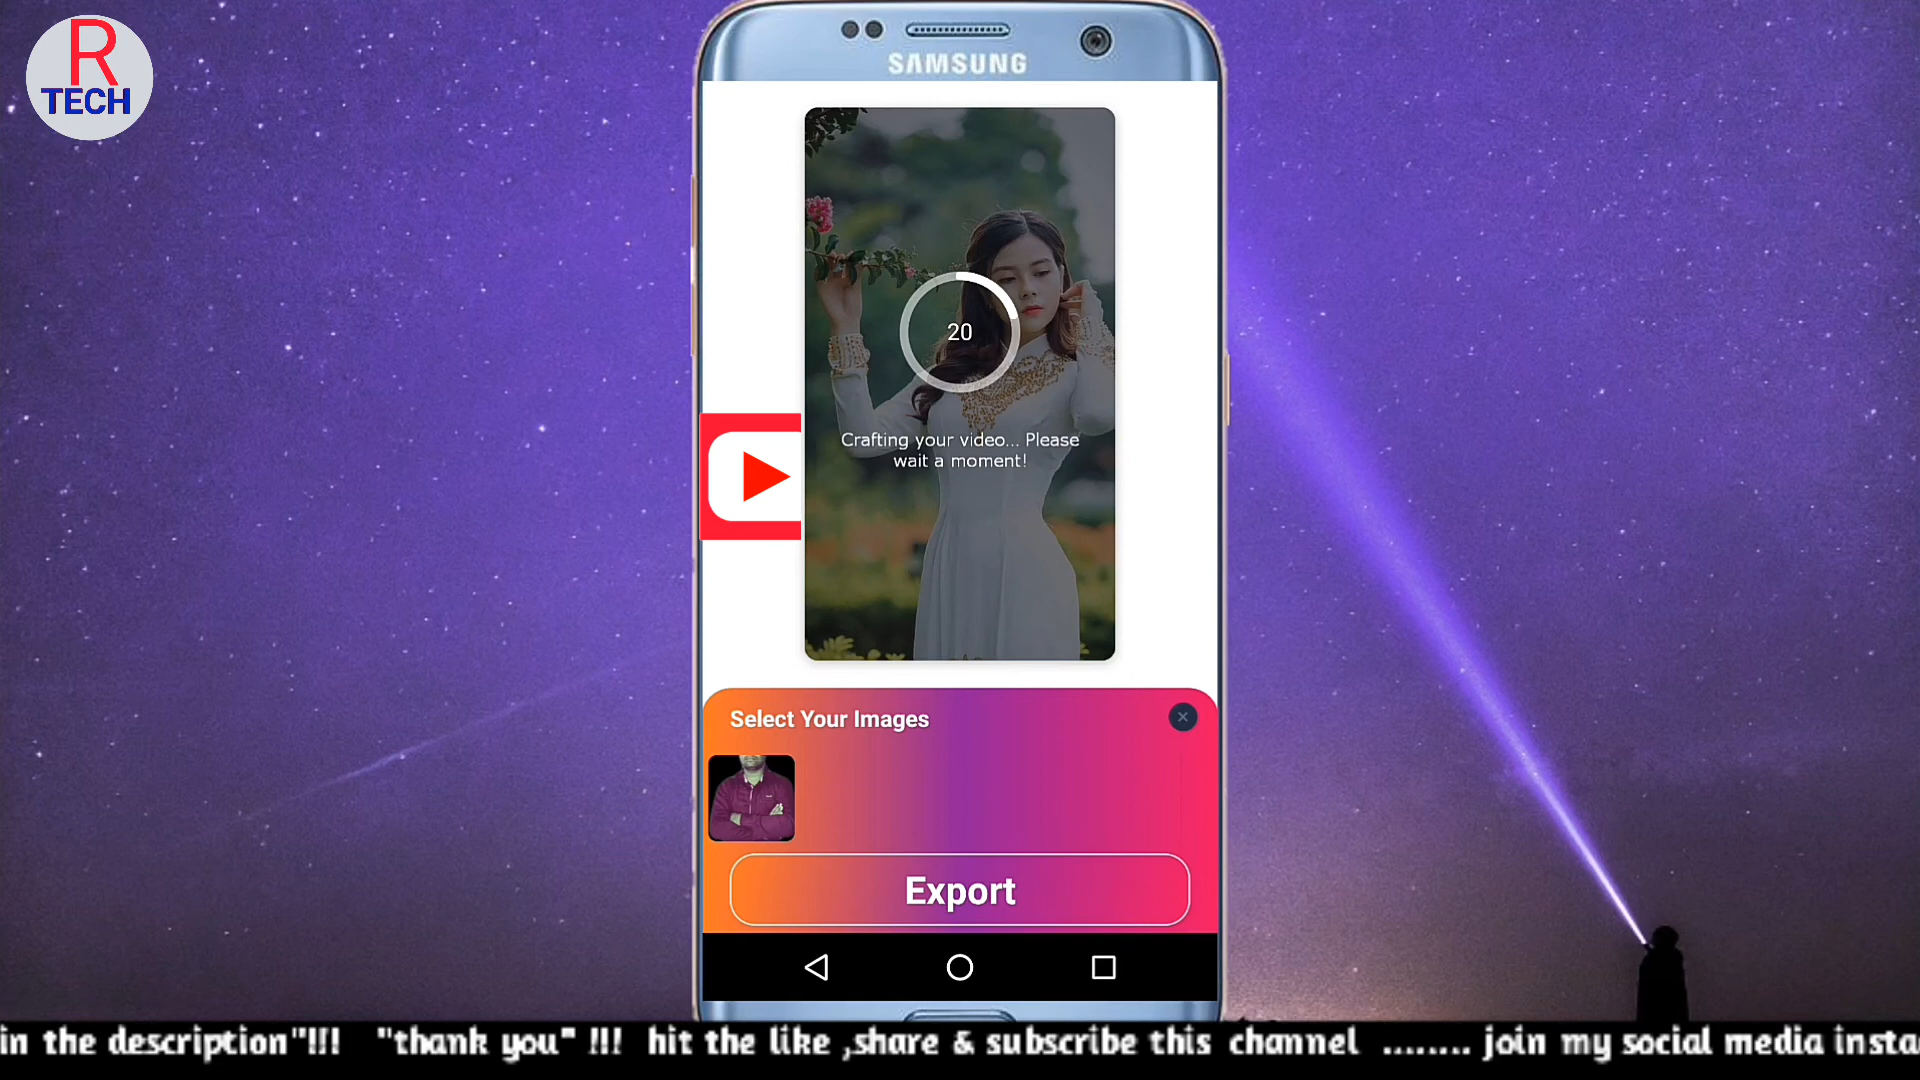 R
TECH
SAMSUNG
20
Crafting your video... Please
wait a moment!
Select Your Images
Export
in the description"!!! "thank you" !!! hit the like ,share & subscribe this channel ........ join my social media insta